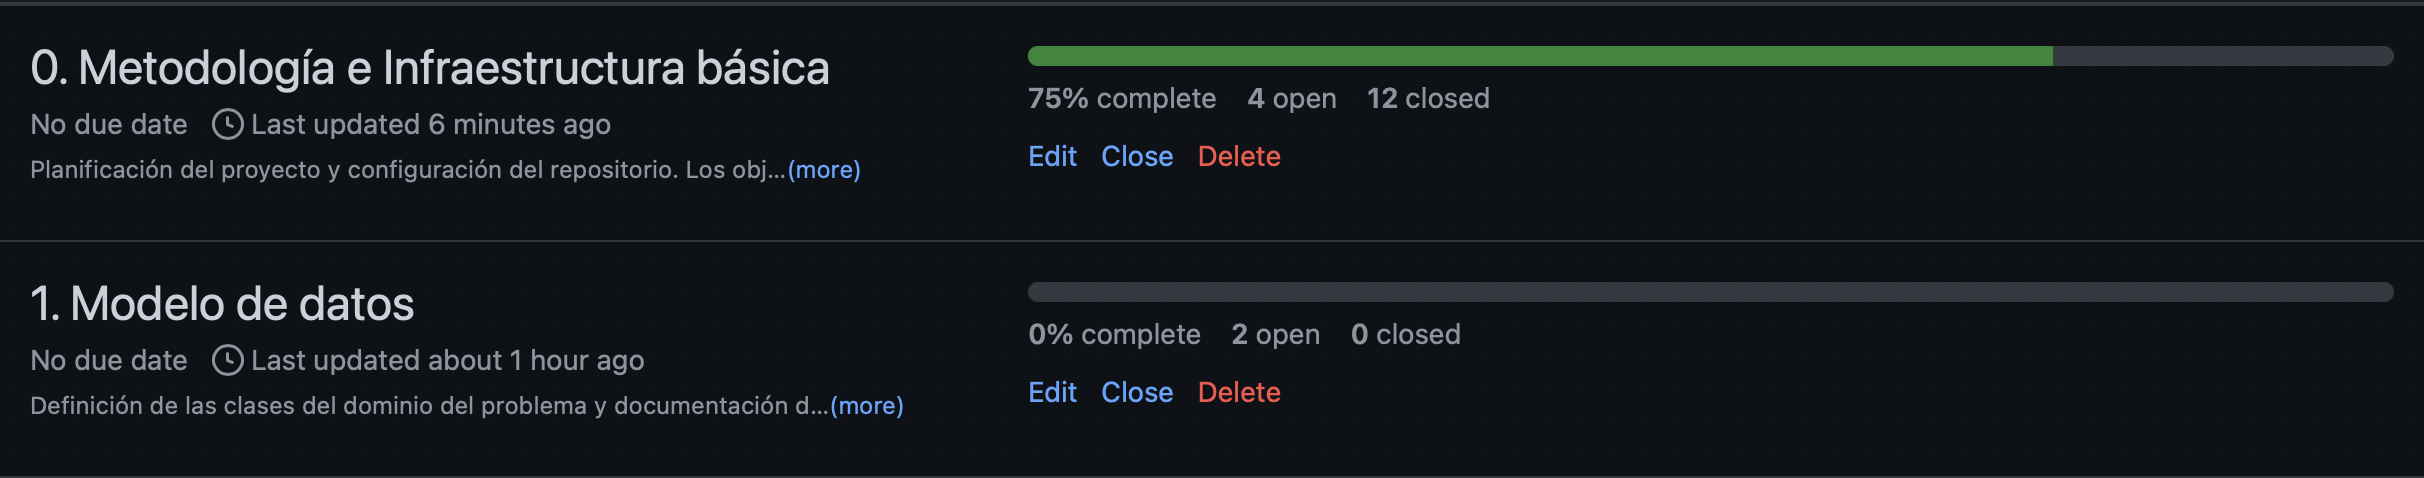 0. Metodología e Infraestructura básica
No due date Last updated 6 minutes ago
Planificación del proyecto y configuración del repositorio. Los obj...(more)
75% complete 4 open 12 closed
Edit Close Delete
1. Modelo de datos
No due date Last updated about 1 hour ago
Definición de las clases del dominio del problema y documentación d...(more)
0% complete 2 open 0 closed
Edit Close Delete